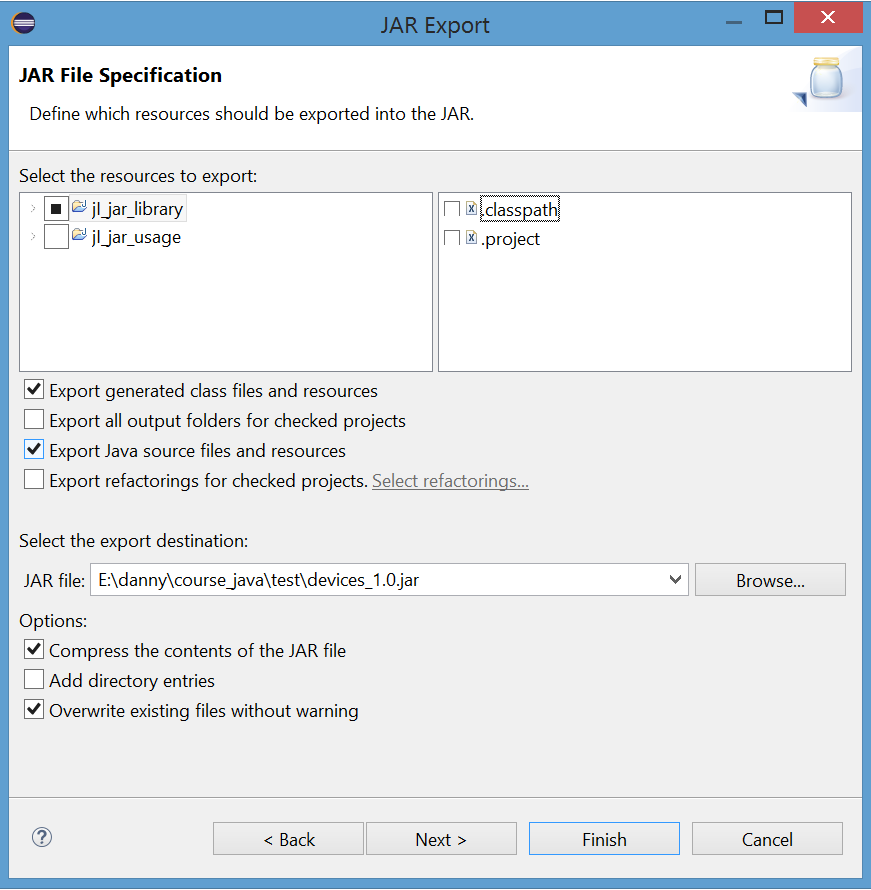 JAR Export
JAR File Specification
Define which resources should be exported into the JAR.
Select the resources to export:
jl_jar_library
jl_jar_usage
.classpath
.project
Export generated class files and resources
Export all output folders for checked projects
Export Java source files and resources
Export refactorings for checked projects. Select refactorings...
Select the export destination:
JAR file: E:\danny\course_java\test\devices_1.0.jar Browse...
Options:
Compress the contents of the JAR file
Add directory entries
Overwrite existing files without warning
? < Back Next > Finish Cancel